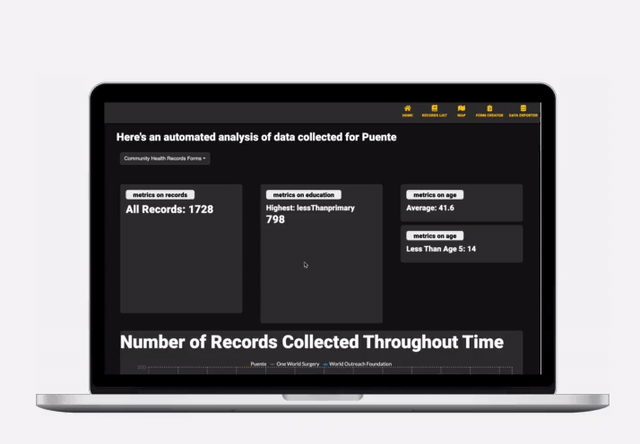 HOME RECORDS LIST MAP FORM CREATOR DATA EXPORTER
Here's an automated analysis of data collected for Puente
Community Health Records Forms
metrics on records
All Records: 1728
metrics on education
Highest: lessThanprimary
798
metrics on age
Average: 41.6
metrics on age
Less Than Age 5: 14
Number of Records Collected Throughout Time
Puente One World Surgery World Outreach Foundation